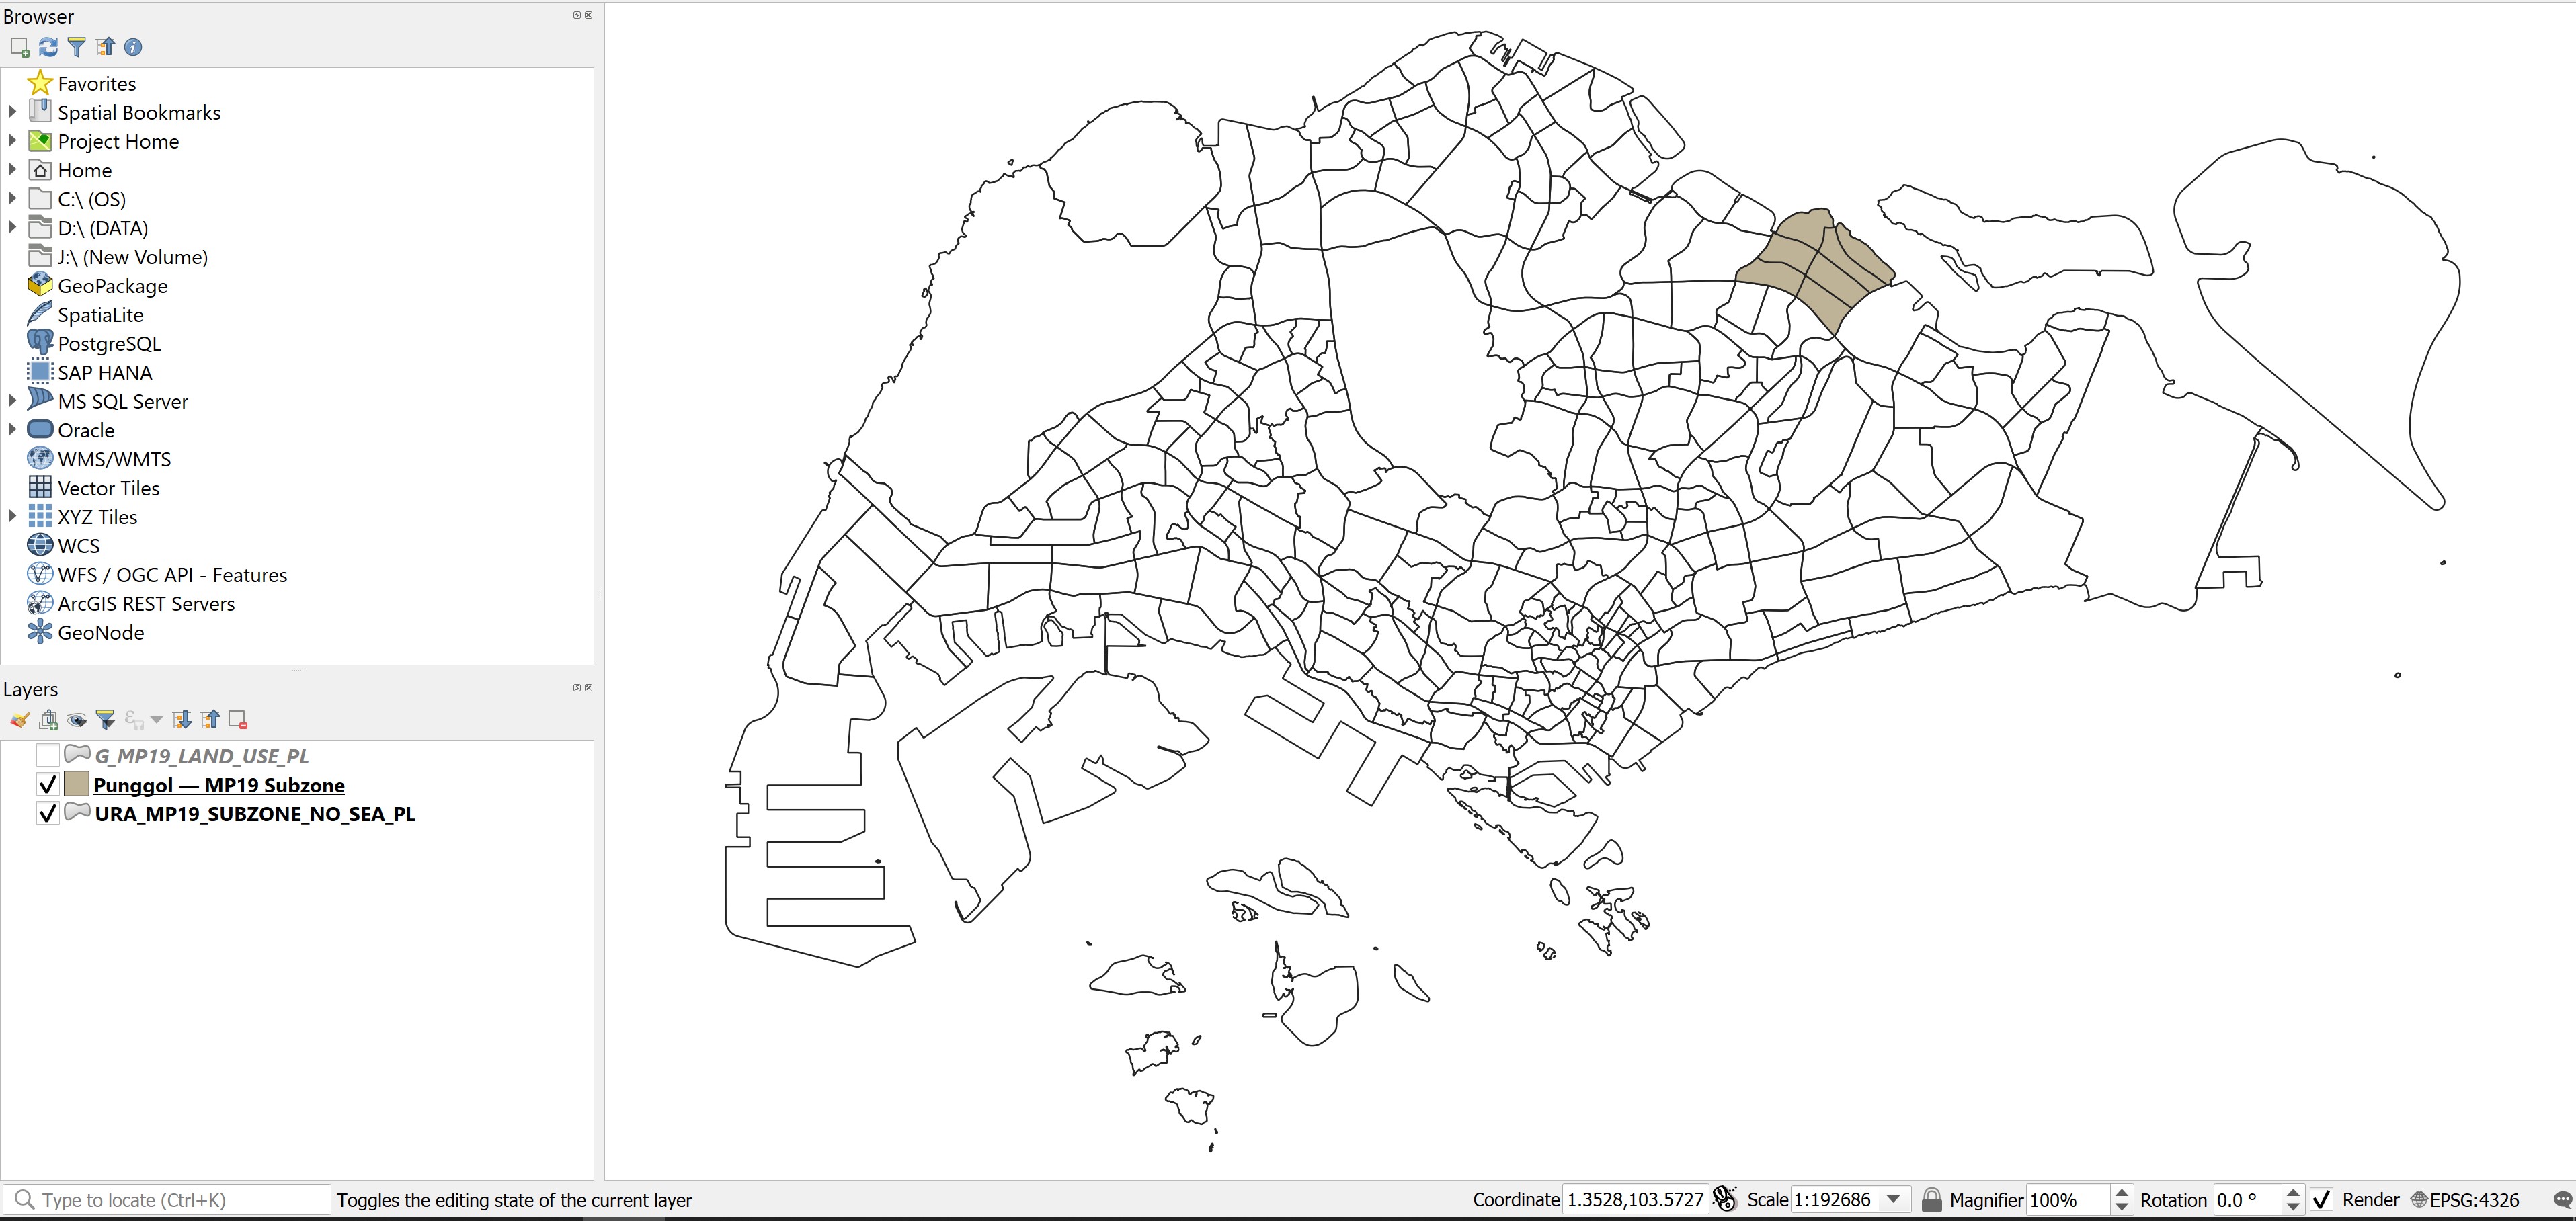 Browser
Favorites
Spatial Bookmarks
Project Home
Home
C:\ (OS)
D:\ (DATA)
J:\ (New Volume)
GeoPackage
SpatiaLite
PostgreSQL
SAP HANA
MS SQL Server
Oracle
WMS/WMTS
Vector Tiles
XYZ Tiles
WCS
WFS / OGC API - Features
ArcGIS REST Servers
GeoNode
Layers
G_MP19_LAND_USE_PL
Punggol — MP19 Subzone
URA_MP19_SUBZONE_NO_SEA_PL
Type to locate (Ctrl+K) Toggles the editing state of the current layer Coordinate 1.3528,103.5727 Scale 1:192686 Magnifier 100% Rotation 0.0 ° Render EPSG:4326